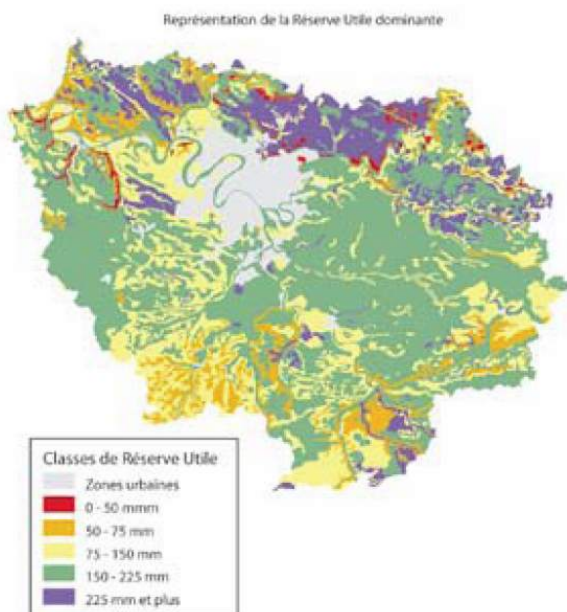 Représentation de la Réserve Utile dominante
Classes de Réserve Utile
Zones urbaines
0 - 50 mmm
50 - 75 mm
75 - 150 mm
150 - 225 mm
225 mm et plus